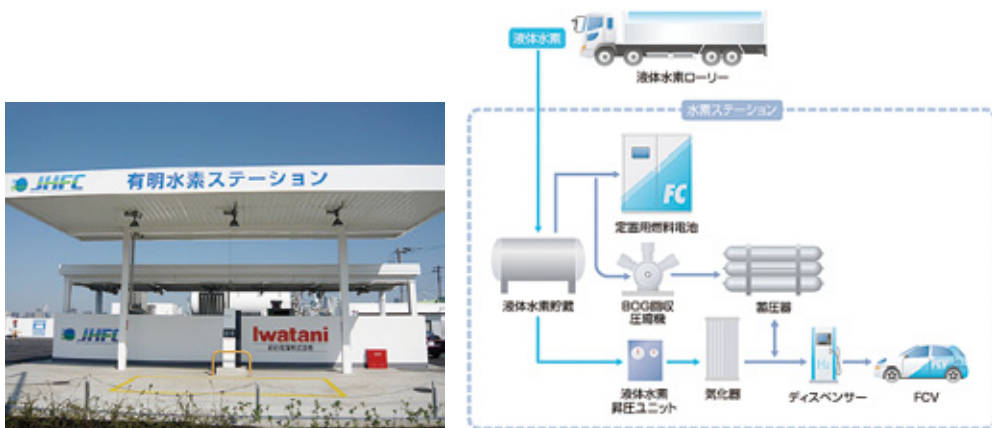 JHFC 有明水素ステーション
JHFC
Iwatani
液体水素
液体水素ローリー
水素ステーション
FC
定置用燃料電池
液体水素貯蔵
BOG回収
圧縮機
蓄圧器
液体水素
昇圧ユニット
気化器
H₂
ディスペンサー
FCV